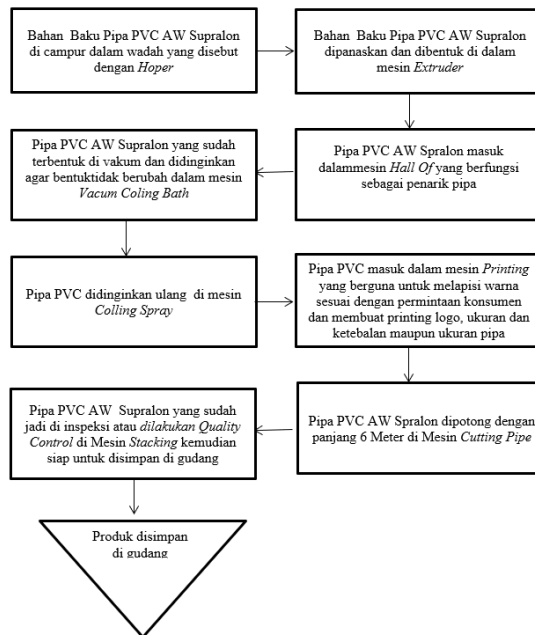 Bahan Baku Pipa PVC AW Supralon
di campur dalam wadah yang disebut
dengan Hoper
Bahan Baku Pipa PVC AW Supralon
dipanaskan dan dibentuk di dalam
mesin Extruder
Pipa PVC AW Spralon masuk
dalammesin Hall Of yang berfungsi
sebagai penarik pipa
Pipa PVC AW Supralon yang sudah
terbentuk di vakum dan didinginkan
agar bentuktidak berubah dalam mesin
Vacum Coling Bath
Pipa PVC didinginkan ulang di mesin
Colling Spray
Pipa PVC masuk dalam mesin Printing
yang berguna untuk melapisi warna
sesuai dengan permintaan konsumen
dan membuat printing logo, ukuran dan
ketebalan maupun ukuran pipa
Pipa PVC AW Spralon dipotong dengan
panjang 6 Meter di Mesin Cutting Pipe
Pipa PVC AW Supralon yang sudah
jadi di inspeksi atau dilakukan Quality
Control di Mesin Stacking kemudian
siap untuk disimpan di gudang
Produk disimpan
di gudang